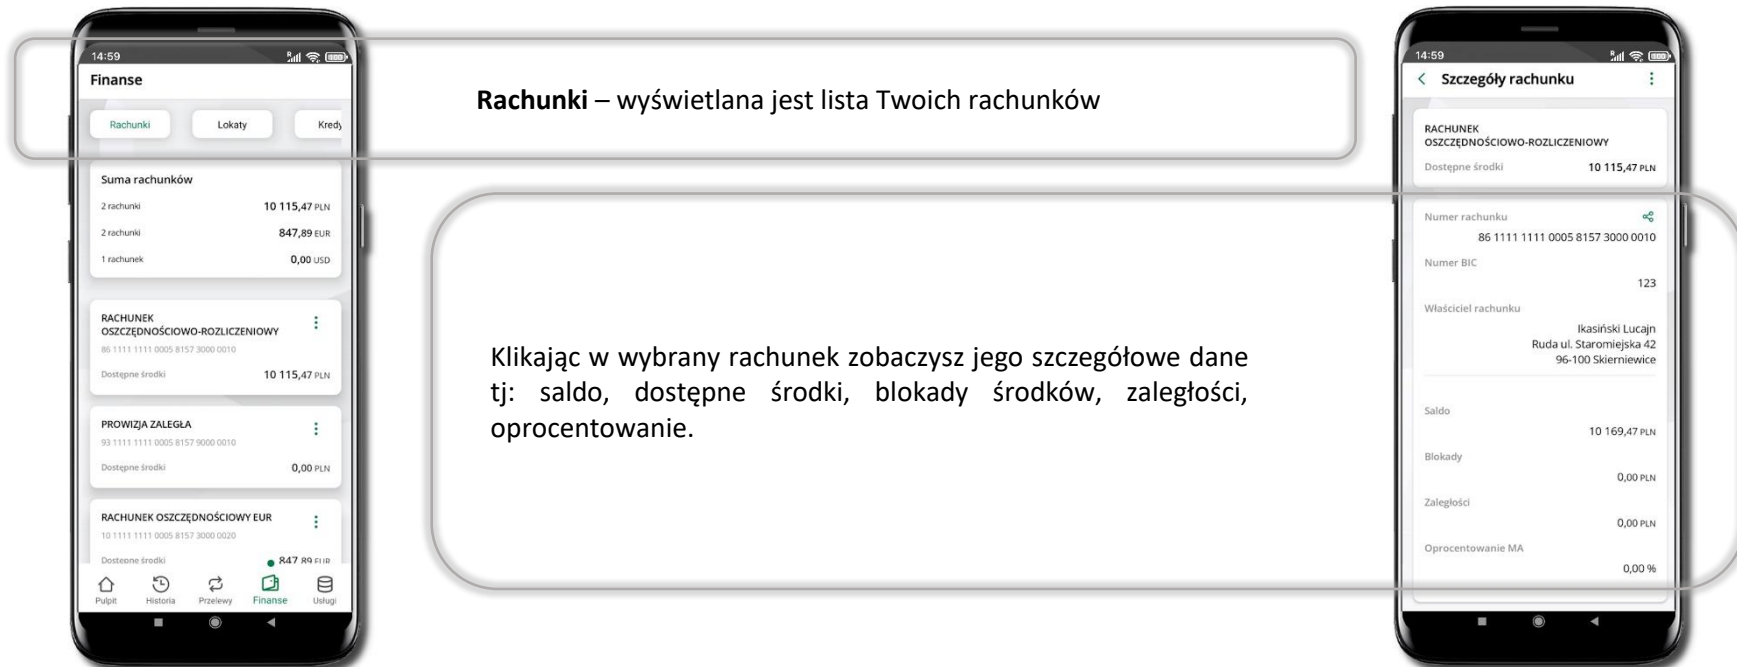 14:59
Finanse
Rachunki Lokaty Kredy
Suma rachunków
2 rachunki 10 115,47 PLN
2 rachunki 847,89 EUR
1 rachunek 0,00 USD
RACHUNEK
OSZCZĘDNOŚCIOWO-ROZLICZENIOWY
86 1111 1111 0005 8157 3000 0010
Dostępne środki 10 115,47 PLN
PROWIZJA ZALEGŁA
93 1111 1111 0005 8157 9000 0010
Dostępne środki 0,00 PLN
RACHUNEK OSZCZĘDNOŚCIOWY EUR
10 1111 1111 0005 8157 3000 0020
Dostępne środki 847,89 EUR
Pulpit Historia Przelewy Finanse Usługi
Rachunki – wyświetlana jest lista Twoich rachunków
Klikając w wybrany rachunek zobaczysz jego szczegółowe dane
tj: saldo, dostępne środki, blokady środków, zaległości,
oprocentowanie.
14:59
Szczegóły rachunku
RACHUNEK
OSZCZĘDNOŚCIOWO-ROZLICZENIOWY
Dostępne środki 10 115,47 PLN
Numer rachunku
86 1111 1111 0005 8157 3000 0010
Numer BIC
123
Właściciel rachunku
Ikasiński Lucajn
Ruda ul. Staromiejska 42
96-100 Skierniewice
Saldo
10 169,47 PLN
Blokady
0,00 PLN
Zaległości
0,00 PLN
Oprocentowanie MA
0,00 %